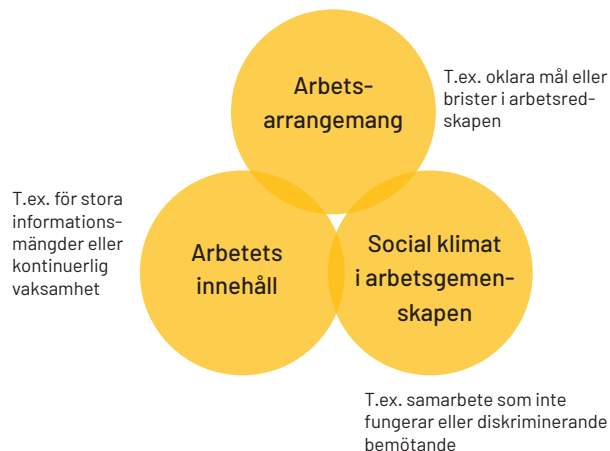 Arbets-
arrangemang
T.ex. oklara mål eller
brister i arbetsred-
skapen
T.ex. för stora
informations-
mängder eller
kontinuerlig
vaksamhet
Arbetets
innehåll
Social klimat
i arbetsgemen-
skapen
T.ex. samarbete som inte
fungerar eller diskriminerande
bemötande